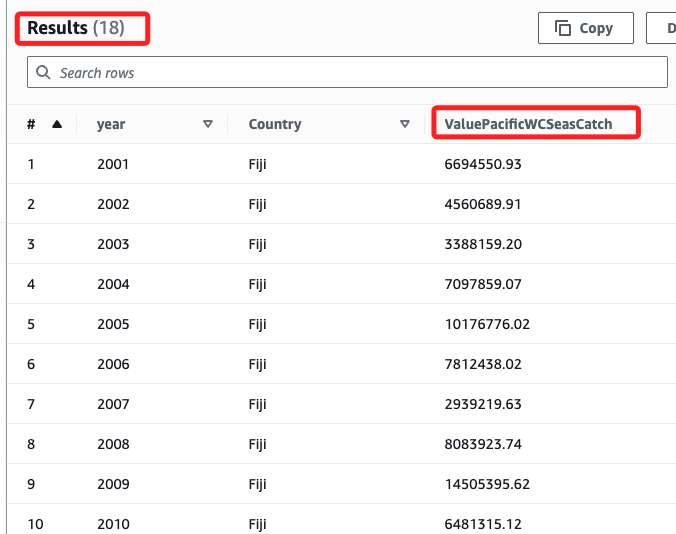 Results (18)
Copy
D
Search rows
# year Country ValuePacificWCSeasCatch
1 2001 Fiji 6694550.93
2 2002 Fiji 4560689.91
3 2003 Fiji 3388159.20
4 2004 Fiji 7097859.07
5 2005 Fiji 10176776.02
6 2006 Fiji 7812438.02
7 2007 Fiji 2939219.63
8 2008 Fiji 8083923.74
9 2009 Fiji 14505395.62
10 2010 Fiji 6481315.12